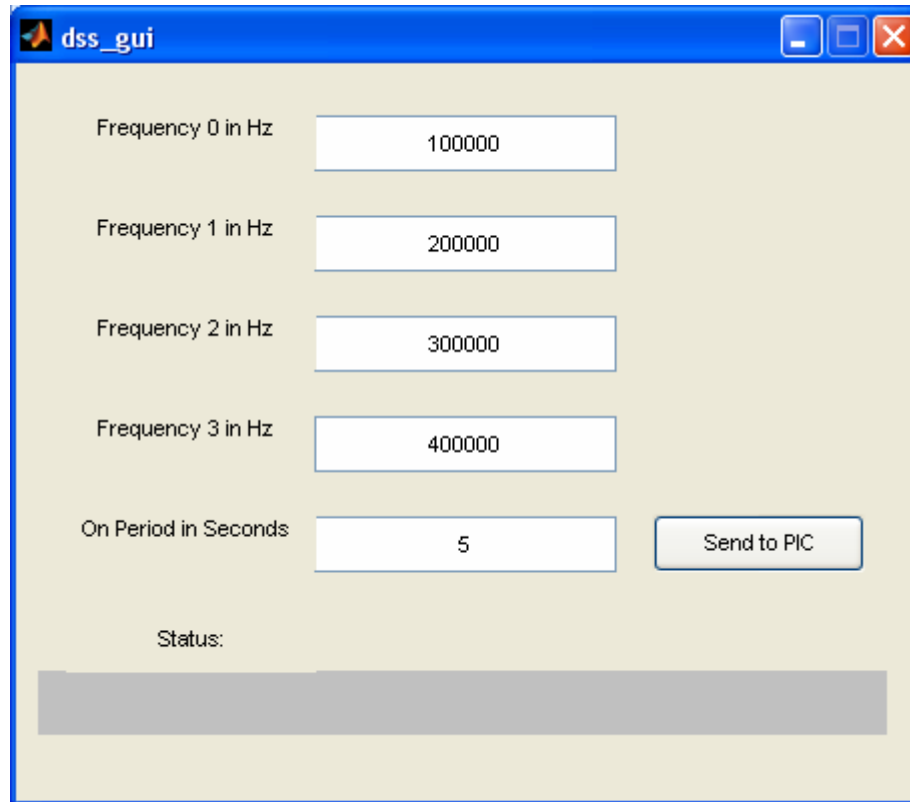 dss_gui
Frequency 0 in Hz
100000
Frequency 1 in Hz
200000
Frequency 2 in Hz
300000
Frequency 3 in Hz
400000
On Period in Seconds
5
Send to PIC
Status: